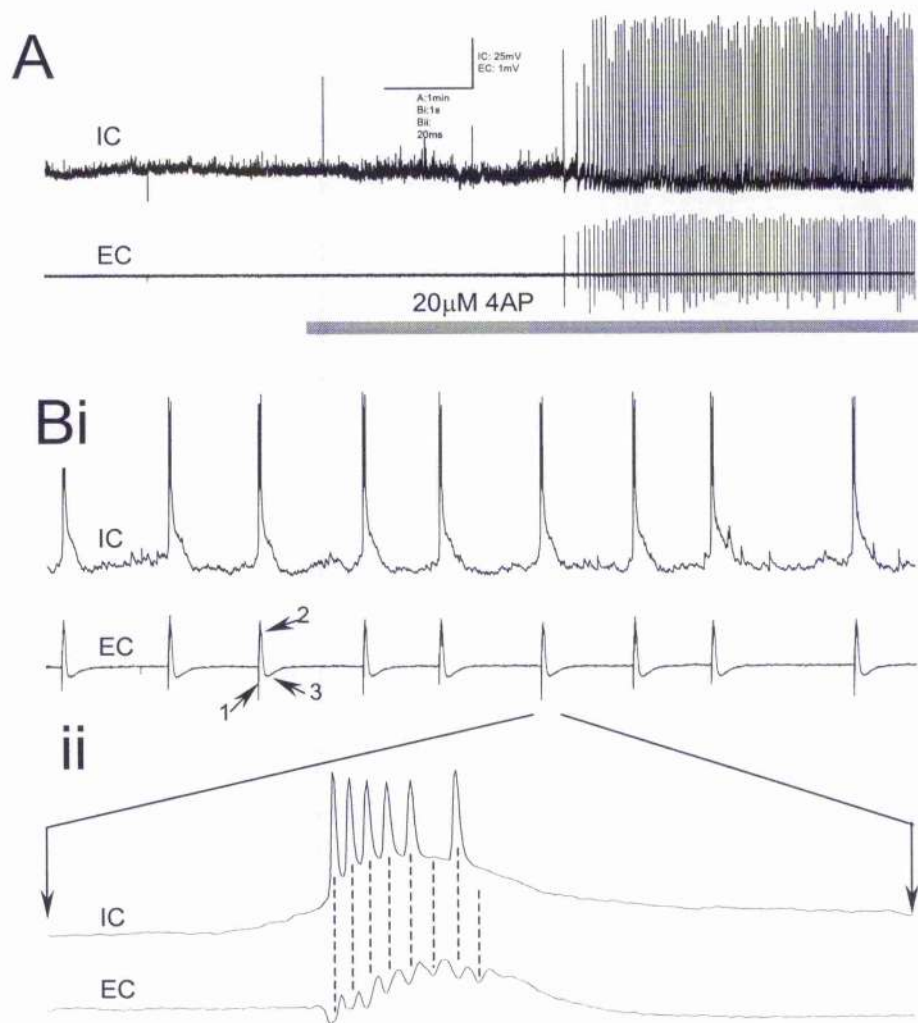 A
IC: 25mV
EC: 1mV
A:1min
Bi:1s
Bii:
20ms
IC
EC
20µM 4AP
Bi
IC
EC
2
1
3
ii
IC
EC